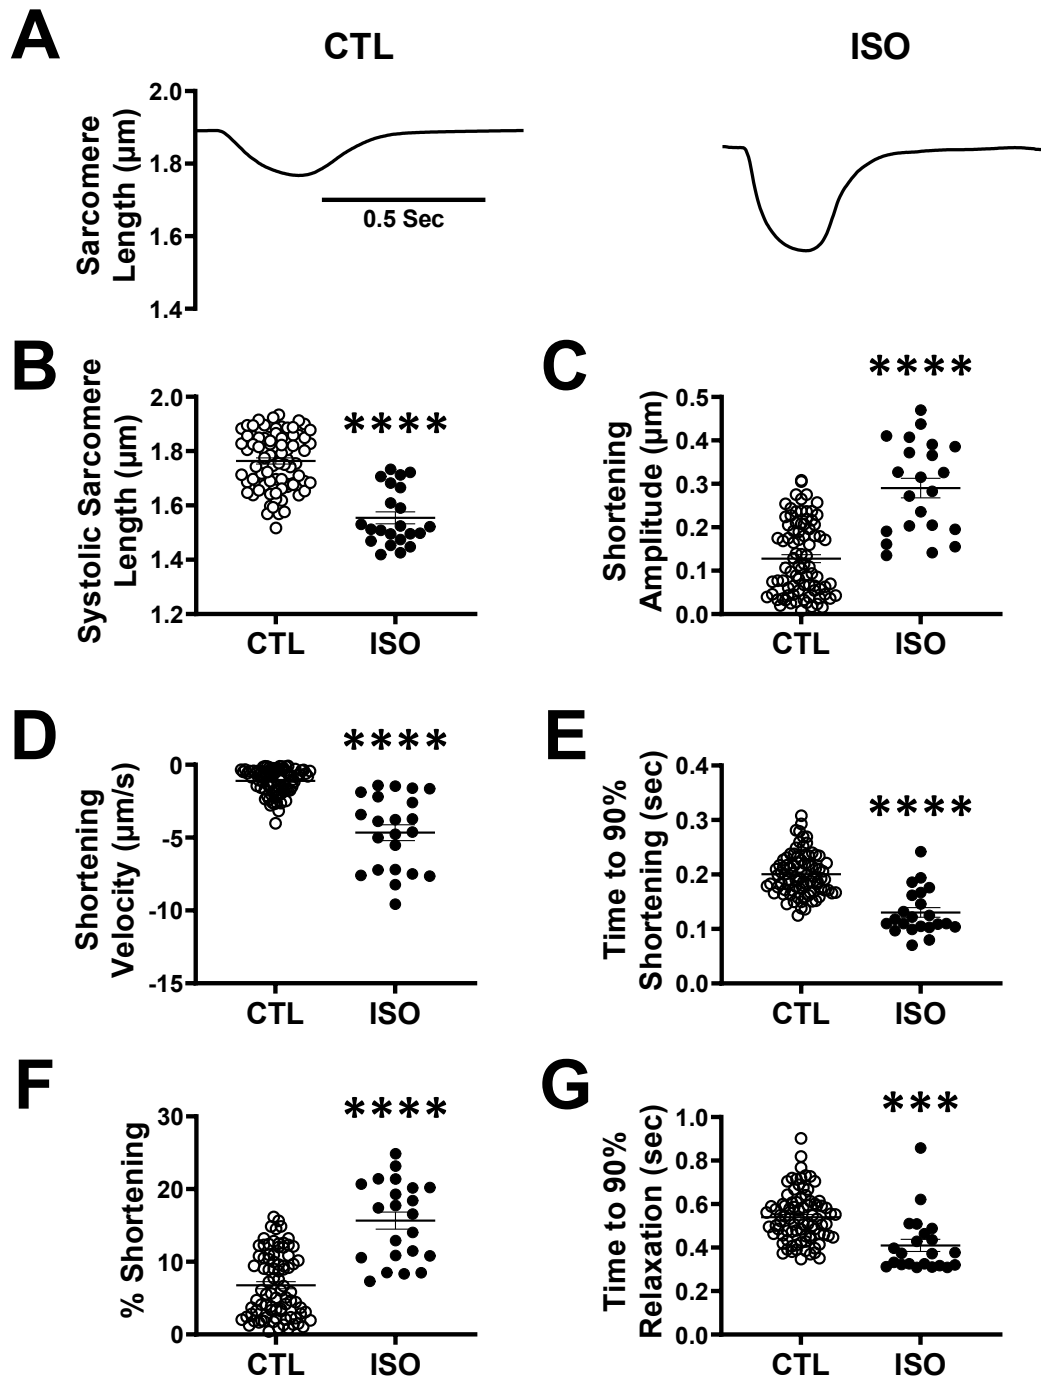 A
CTL
ISO
Sarcomere
Length (μm)
2.0
1.8
1.6
1.4
0.5 Sec
B
Systolic Sarcomere
Length (μm)
2.0
1.8
1.6
1.4
1.2
****
CTL
ISO
C
Shortening
Amplitude (μm)
0.5
0.4
0.3
0.2
0.1
0.0
****
CTL
ISO
D
Shortening
Velocity (μm/s)
0
-5
-10
-15
****
CTL
ISO
E
Time to 90%
Shortening (sec)
0.4
0.3
0.2
0.1
0.0
****
CTL
ISO
F
% Shortening
30
20
10
0
****
CTL
ISO
G
Time to 90%
Relaxation (sec)
1.0
0.8
0.6
0.4
0.2
0.0
***
CTL
ISO